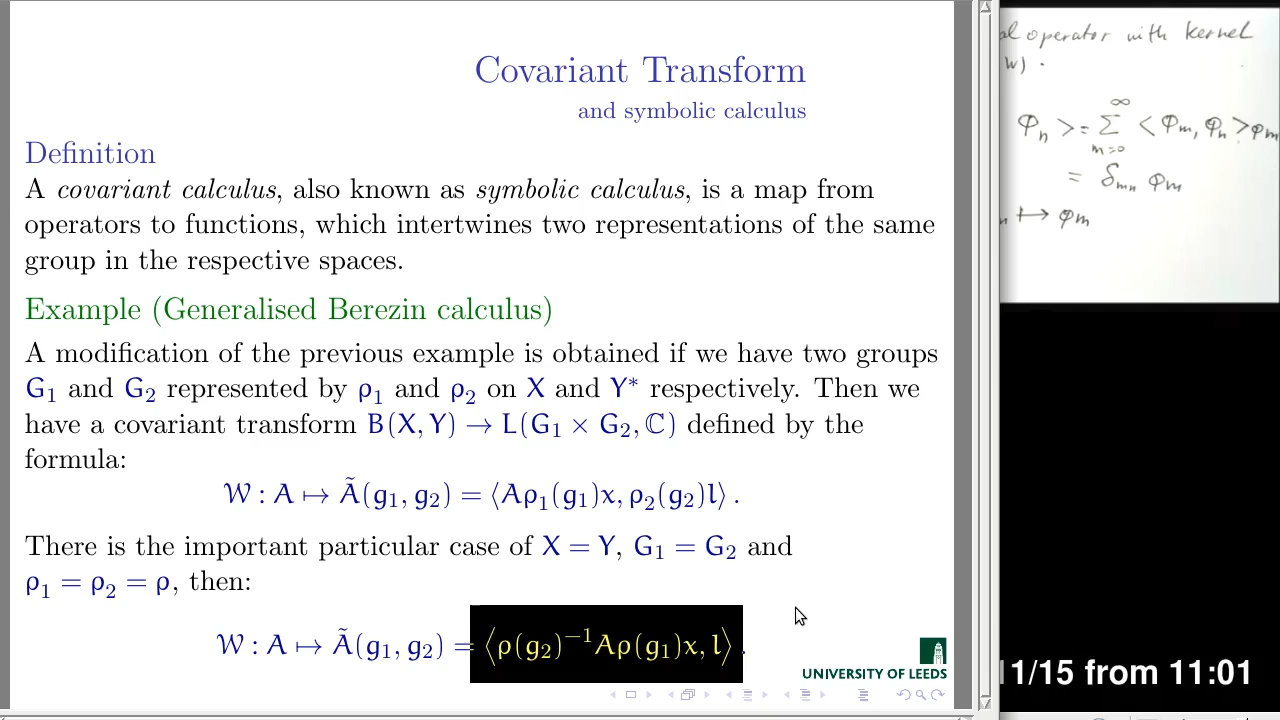 Covariant Transform
and symbolic calculus
Definition
A covariant calculus, also known as symbolic calculus, is a map from
operators to functions, which intertwines two representations of the same
group in the respective spaces.
Example (Generalised Berezin calculus)
A modification of the previous example is obtained if we have two groups
G₁ and G₂ represented by ρ₁ and ρ₂ on X and Y* respectively. Then we
have a covariant transform B(X, Y) → L(G₁ × G₂, ℂ) defined by the
formula:
𝒲 : A ↦ Ã(g₁, g₂) = ⟨Aρ₁(g₁)x, ρ₂(g₂)l⟩ .
There is the important particular case of X = Y, G₁ = G₂ and
ρ₁ = ρ₂ = ρ, then:
𝒲 : A ↦ Ã(g₁, g₂) = ⟨ρ(g₂)⁻¹Aρ(g₁)x, l⟩ .
UNIVERSITY OF LEEDS
al operator with kernel
w) .
φₙ >= ∑ₘ₌₀^∞ < φₘ, φₙ > φₘ
= δₘₙ φₘ
ₙ ↦ φₘ
11/15 from 11:01